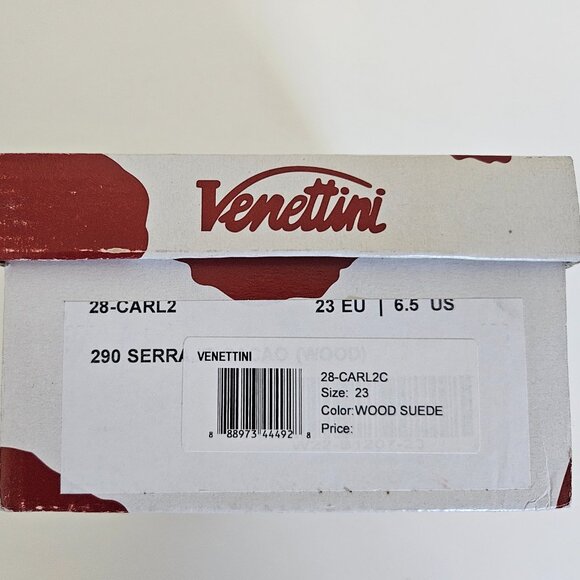 Venettini
28-CARL2
23 EU | 6.5 US
290 SERRA
VENETTINI
28-CARL2C
Size: 23
Color:WOOD SUEDE
Price:
8 88973 44492 8